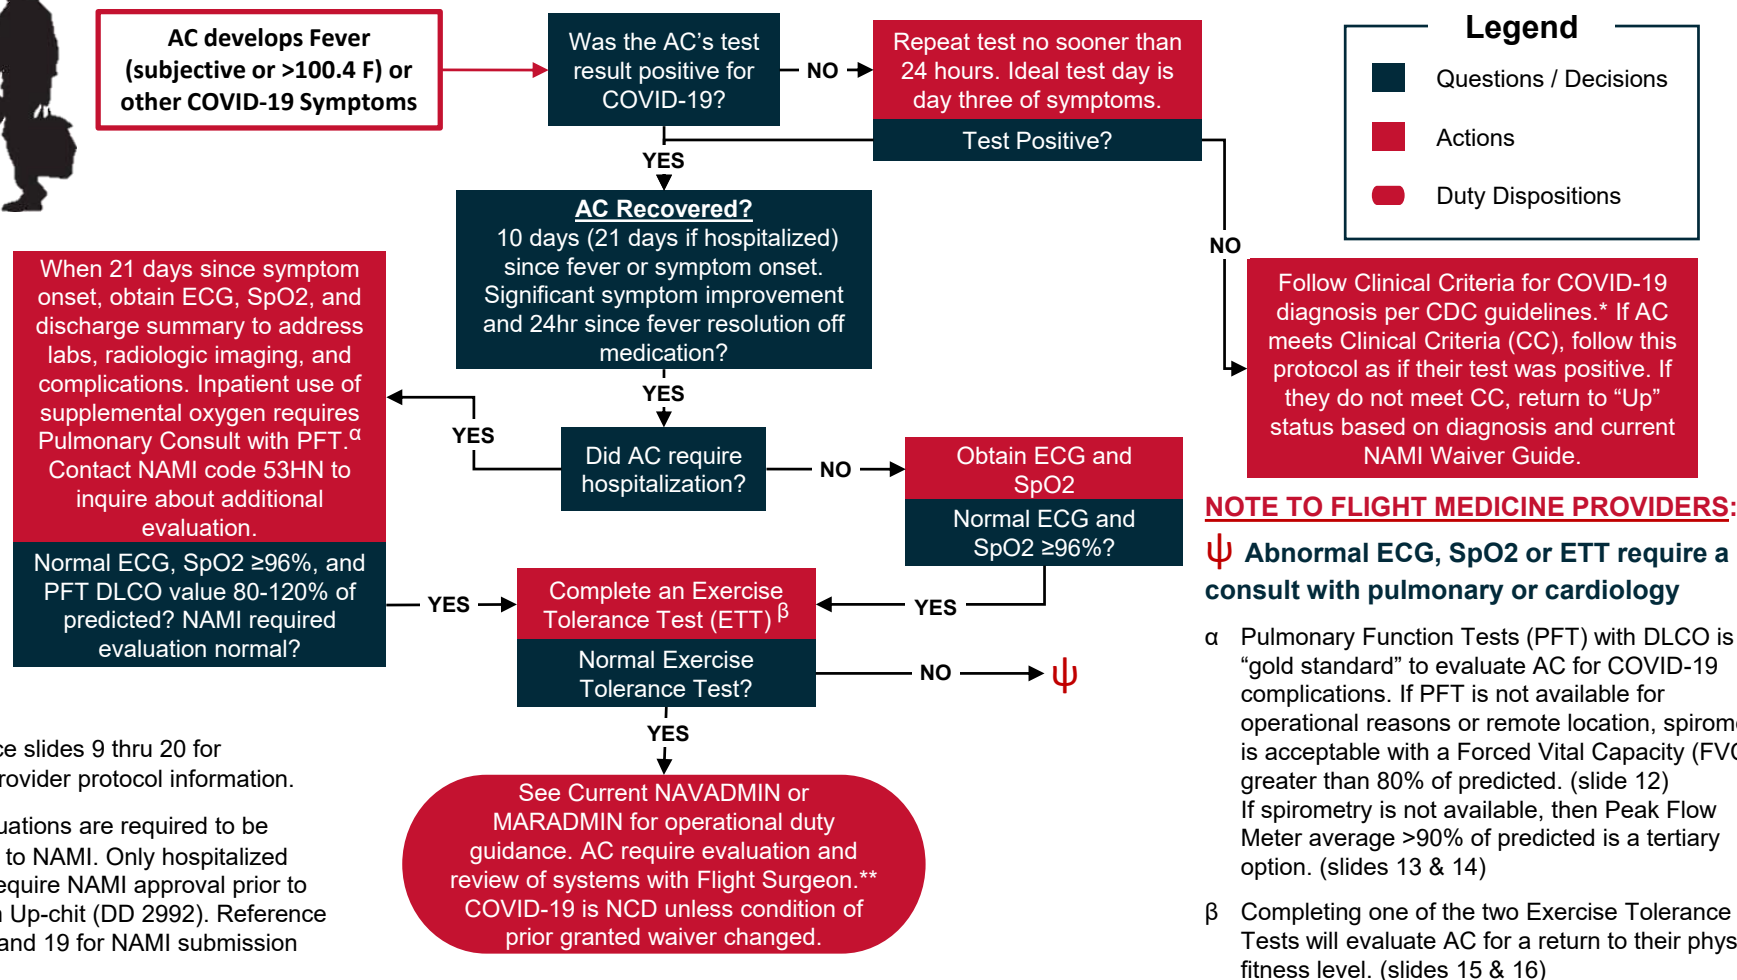 AC develops Fever
(subjective or >100.4 F) or
other COVID-19 Symptoms
Was the AC’s test
result positive for
COVID-19?
NO
Repeat test no sooner than
24 hours. Ideal test day is
day three of symptoms.
Test Positive?
Legend
Questions / Decisions
Actions
Duty Dispositions
YES
NO
AC Recovered?
10 days (21 days if hospitalized)
since fever or symptom onset.
Significant symptom improvement
and 24hr since fever resolution off
medication?
YES
Follow Clinical Criteria for COVID-19
diagnosis per CDC guidelines.* If AC
meets Clinical Criteria (CC), follow this
protocol as if their test was positive. If
they do not meet CC, return to “Up”
status based on diagnosis and current
NAMI Waiver Guide.
When 21 days since symptom
onset, obtain ECG, SpO2, and
discharge summary to address
labs, radiologic imaging, and
complications. Inpatient use of
supplemental oxygen requires
Pulmonary Consult with PFT.α
Contact NAMI code 53HN to
inquire about additional
evaluation.
Normal ECG, SpO2 ≥96%, and
PFT DLCO value 80-120% of
predicted? NAMI required
evaluation normal?
YES
Did AC require
hospitalization?
NO
Obtain ECG and
SpO2
Normal ECG and
SpO2 ≥96%?
YES
YES
Complete an Exercise
Tolerance Test (ETT) β
Normal Exercise
Tolerance Test?
NO
ψ
YES
See Current NAVADMIN or
MARADMIN for operational duty
guidance. AC require evaluation and
review of systems with Flight Surgeon.**
COVID-19 is NCD unless condition of
prior granted waiver changed.
NOTE TO FLIGHT MEDICINE PROVIDERS:
ψ Abnormal ECG, SpO2 or ETT require a
consult with pulmonary or cardiology
α Pulmonary Function Tests (PFT) with DLCO is
“gold standard” to evaluate AC for COVID-19
complications. If PFT is not available for
operational reasons or remote location,
is acceptable with a Forced Vital Capacity
greater than 80% of predicted. (slide 12)
If spirometry is not available, then Peak Flow
Meter average >90% of predicted is a tertiary
option. (slides 13 & 14)
β Completing one of the two Exercise Tolerance
Tests will evaluate AC for a return to their
fitness level. (slides 15 & 16)
slides 9 thru 20 for
protocol information.
are required to be
to NAMI. Only hospitalized
require NAMI approval prior to
Up-chit (DD 2992). Reference
and 19 for NAMI submission